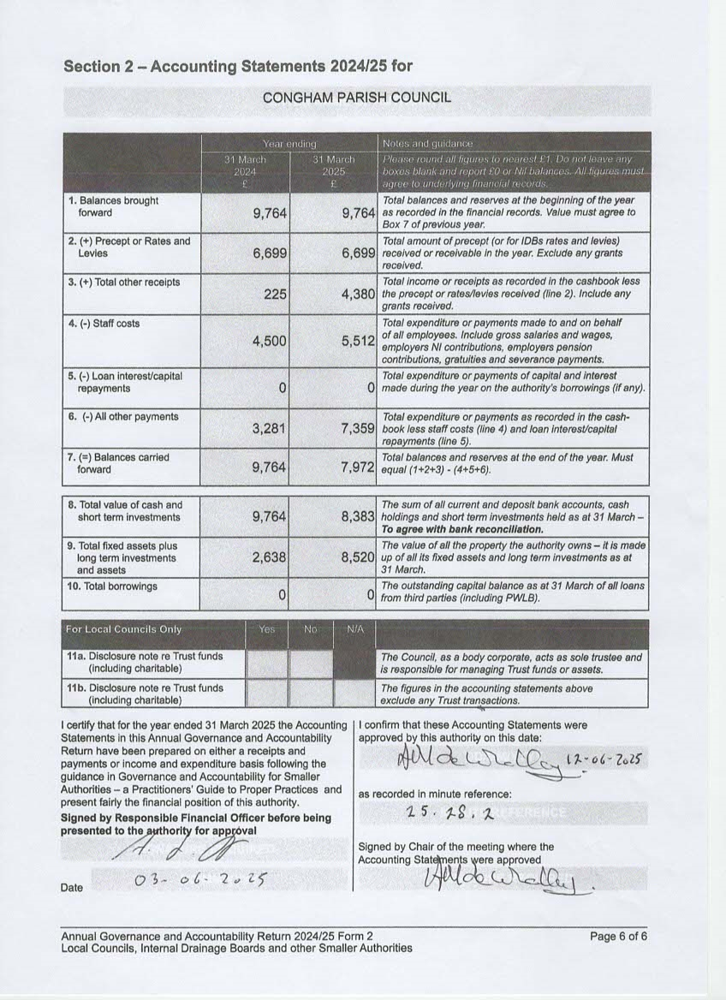 Section 2 – Accounting Statements 2024/25 for
CONGHAM PARISH COUNCIL
Year ending
Notes and guidance
31 March
2024
£
31 March
2025
£
Please round all figures to nearest £1. Do not leave any
boxes blank and report £0 or Nil balances. All figures must
agree to underlying financial records.
1. Balances brought
forward
9,764
9,764
Total balances and reserves at the beginning of the year
as recorded in the financial records. Value must agree to
Box 7 of previous year.
2. (+) Precept or Rates and
Levies
6,699
6,699
Total amount of precept (or for IDBs rates and levies)
received or receivable in the year. Exclude any grants
received.
3. (+) Total other receipts
225
4,380
Total income or receipts as recorded in the cashbook less
the precept or rates/levies received (line 2). Include any
grants received.
4. (-) Staff costs
4,500
5,512
Total expenditure or payments made to and on behalf
of all employees. Include gross salaries and wages,
employers NI contributions, employers pension
contributions, gratuities and severance payments.
5. (-) Loan interest/capital
repayments
0
0
Total expenditure or payments of capital and interest
made during the year on the authority's borrowings (if any).
6. (-) All other payments
3,281
7,359
Total expenditure or payments as recorded in the cash-
book less staff costs (line 4) and loan interest/capital
repayments (line 5).
7. (=) Balances carried
forward
9,764
7,972
Total balances and reserves at the end of the year. Must
equal (1+2+3) - (4+5+6).
8. Total value of cash and
short term investments
9,764
8,383
The sum of all current and deposit bank accounts, cash
holdings and short term investments held as at 31 March –
To agree with bank reconciliation.
9. Total fixed assets plus
long term investments
and assets
2,638
8,520
The value of all the property the authority owns – it is made
up of all its fixed assets and long term investments as at
31 March.
10. Total borrowings
0
0
The outstanding capital balance as at 31 March of all loans
from third parties (including PWLB).
For Local Councils Only
Yes
No
N/A
11a. Disclosure note re Trust funds
(including charitable)
The Council, as a body corporate, acts as sole trustee and
is responsible for managing Trust funds or assets.
11b. Disclosure note re Trust funds
(including charitable)
The figures in the accounting statements above
exclude any Trust transactions.
I certify that for the year ended 31 March 2025 the Accounting
Statements in this Annual Governance and Accountability
Return have been prepared on either a receipts and
payments or income and expenditure basis following the
guidance in Governance and Accountability for Smaller
Authorities – a Practitioners' Guide to Proper Practices and
present fairly the financial position of this authority.
Signed by Responsible Financial Officer before being
presented to the authority for approval
Date
03-06-2025
I confirm that these Accounting Statements were
approved by this authority on this date:
12-06-2025
as recorded in minute reference:
25.28.2
Signed by Chair of the meeting where the
Accounting Statements were approved
Annual Governance and Accountability Return 2024/25 Form 2
Local Councils, Internal Drainage Boards and other Smaller Authorities
Page 6 of 6